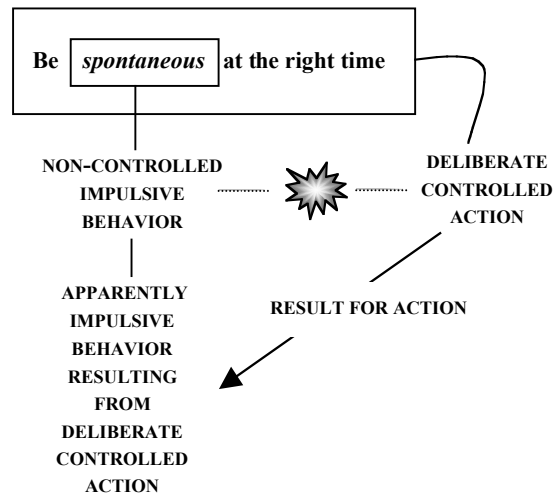 Be spontaneous at the right time
NON-CONTROLLED
IMPULSIVE
BEHAVIOR
DELIBERATE
CONTROLLED
ACTION
APPARENTLY
IMPULSIVE
BEHAVIOR
RESULTING
FROM
DELIBERATE
CONTROLLED
ACTION
RESULT FOR ACTION